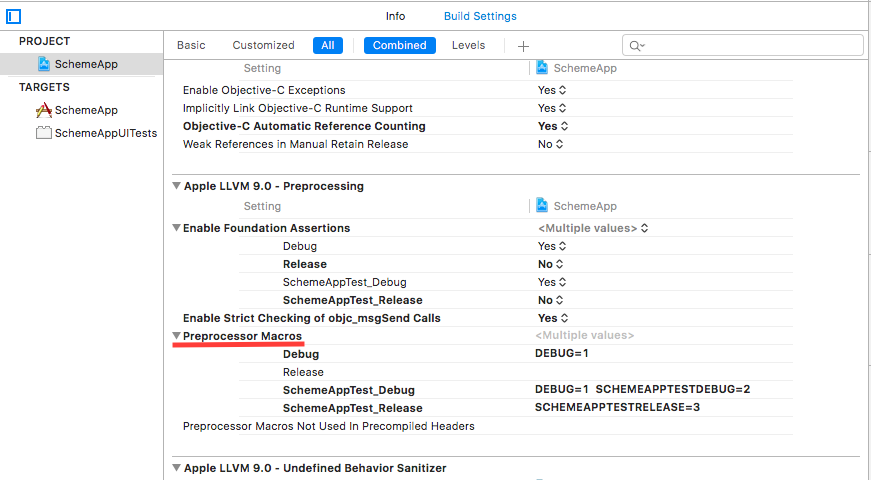 Info Build Settings
PROJECT
SchemeApp
TARGETS
SchemeApp
SchemeAppUITests
Basic Customized All Combined Levels +
Setting SchemeApp
Enable Objective-C Exceptions Yes
Implicitly Link Objective-C Runtime Support Yes
Objective-C Automatic Reference Counting Yes
Weak References in Manual Retain Release No
Apple LLVM 9.0 - Preprocessing
Setting SchemeApp
Enable Foundation Assertions <Multiple values>
Debug Yes
Release No
SchemeAppTest_Debug Yes
SchemeAppTest_Release No
Enable Strict Checking of objc_msgSend Calls Yes
Preprocessor Macros <Multiple values>
Debug DEBUG=1
Release
SchemeAppTest_Debug DEBUG=1 SCHEMEAPPTESTDEBUG=2
SchemeAppTest_Release SCHEMEAPPTESTRELEASE=3
Preprocessor Macros Not Used In Precompiled Headers
Apple LLVM 9.0 - Undefined Behavior Sanitizer